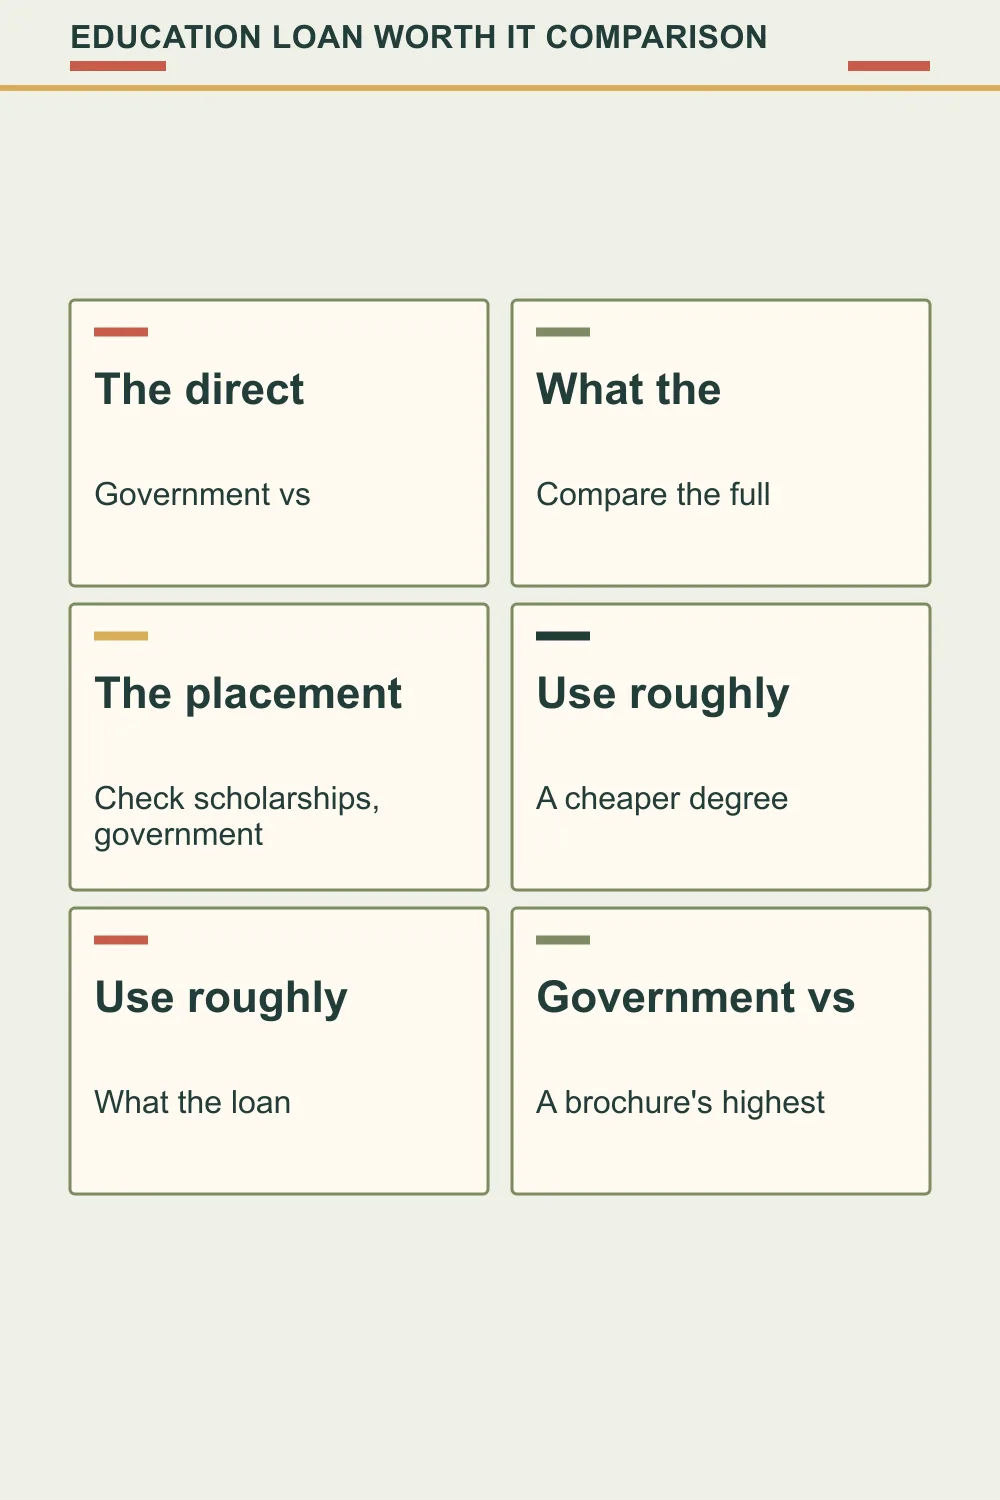 EDUCATION LOAN WORTH IT COMPARISON
The direct
Government vs
What the
Compare the full
The placement
Check scholarships,
government
Use roughly
A cheaper degree
Use roughly
What the loan
Government vs
A brochure's highest